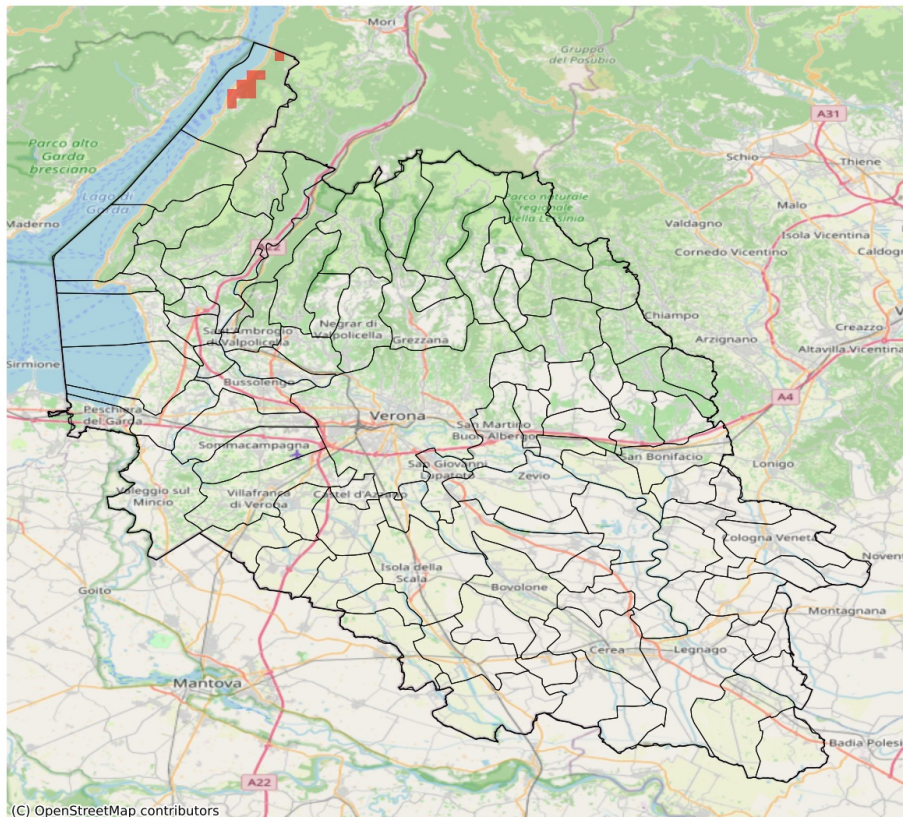 Mori
Gruppo
del Pasubio
A31
Parco alto
Garda
bresciano
Schio
Thiene
Lago di
Garda
Parco naturale
regionale
della Lessinia
Malo
Maderno
Valdagno
Isola Vicentina
A22
Cornedo Vicentino
Caldogn
Chiampo
Sant'Ambrogio
di Valpolicella
Negrar di
Valpolicella
Grezzana
Arzignano
Creazzo
Altavilla Vicentina
Sirmione
Bussolengo
A4
Peschiera
del Garda
Verona
San Martino
Buon Albergo
Sommacampagna
San Giovanni
Lupatoto
Zevio
San Bonifacio
Lonigo
Valeggio sul
Mincio
Villafranca
di Verona
Castel d'Azzano
Cologna Veneta
Isola della
Scala
Bovolone
Goito
Montagnana
Cerea
Legnago
Mantova
Badia Polesi
A22
(C) OpenStreetMap contributors